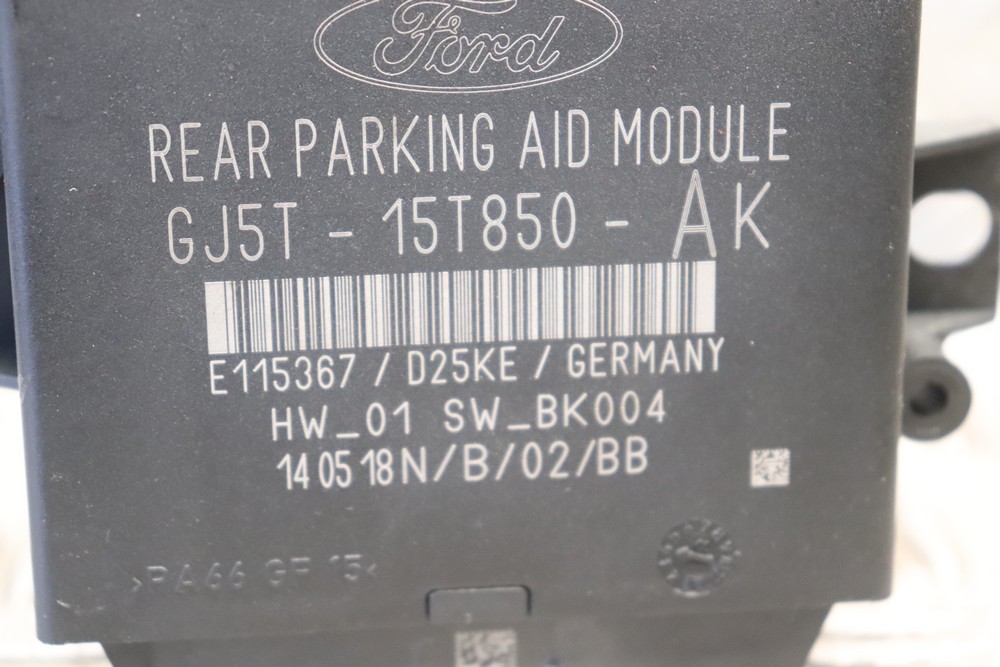 Ford
REAR PARKING AID MODULE
GJ5T - 15T850 - AK
E115367 / D25KE / GERMANY
HW_01 SW_BK004
14 05 18 N/B/02/BB
>PA66 GF 15<